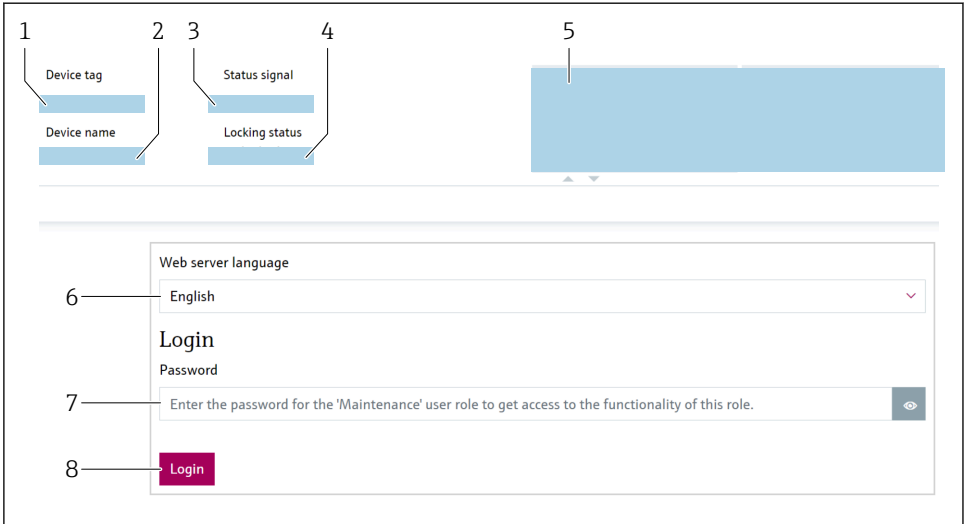 1 2 3 4 5
Device tag Status signal
Device name Locking status
Web server language
6 English
Login
Password
7 Enter the password for the 'Maintenance' user role to get access to the functionality of this role.
8 Login